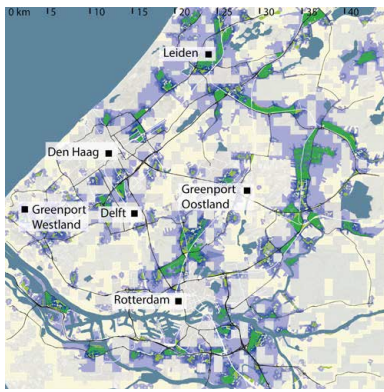 0 km 5 10 15 20 25 30 35 40
Leiden
Den Haag
Greenport
Oostland
Greenport
Westland
Delft
Rotterdam